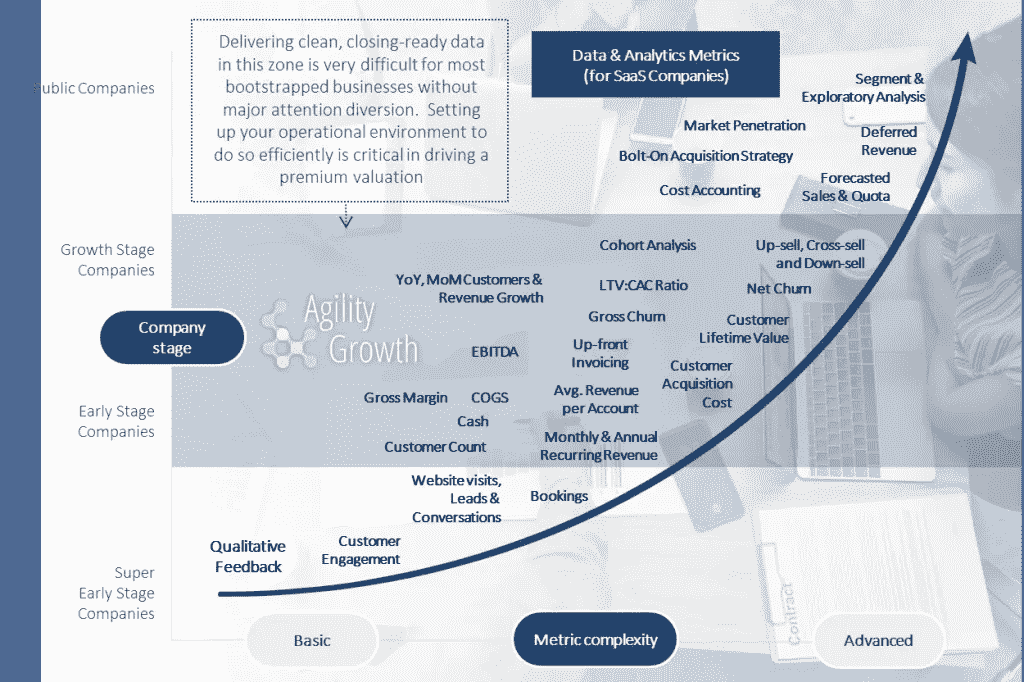 Delivering clean, closing-ready data
in this zone is very difficult for most
bootstrapped businesses without
major attention diversion. Setting
up your operational environment to
do so efficiently is critical in driving a
premium valuation
Data & Analytics Metrics
(for SaaS Companies)
ublic Companies
Segment &
Exploratory Analysis
Market Penetration
Deferred
Revenue
Bolt-On Acquisition Strategy
Cost Accounting
Forecasted
Sales & Quota
Growth Stage
Companies
Cohort Analysis
Up-sell, Cross-sell
and Down-sell
YoY, MoM Customers &
Revenue Growth
LTV:CAC Ratio
Net Churn
Agility
Growth
Gross Churn
Customer
Lifetime Value
Company
stage
EBITDA
Up-front
Invoicing
Customer
Acquisition
Cost
Gross Margin
COGS
Avg. Revenue
per Account
Early Stage
Companies
Cash
Customer Count
Monthly & Annual
Recurring Revenue
Website visits,
Leads &
Conversations
Bookings
Qualitative
Feedback
Customer
Engagement
Super
Early Stage
Companies
Contract
Basic
Metric complexity
Advanced